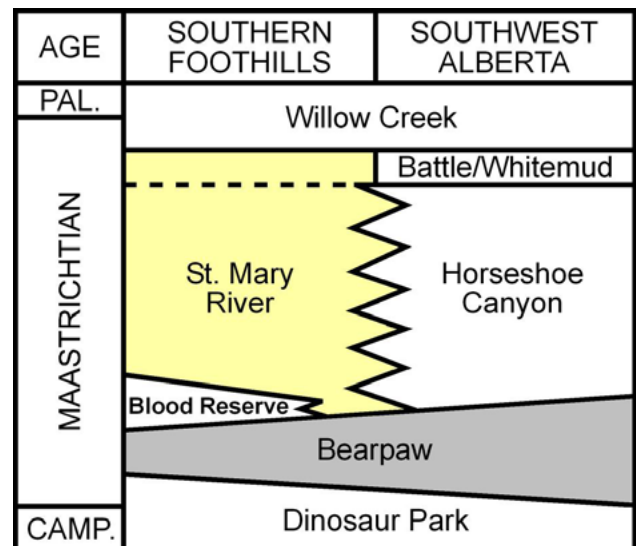 AGE
SOUTHERN
FOOTHILLS
SOUTHWEST
ALBERTA
PAL.
Willow Creek
Battle/Whitemud
MAASTRICHTIAN
St. Mary
River
Horseshoe
Canyon
Blood Reserve
Bearpaw
CAMP.
Dinosaur Park